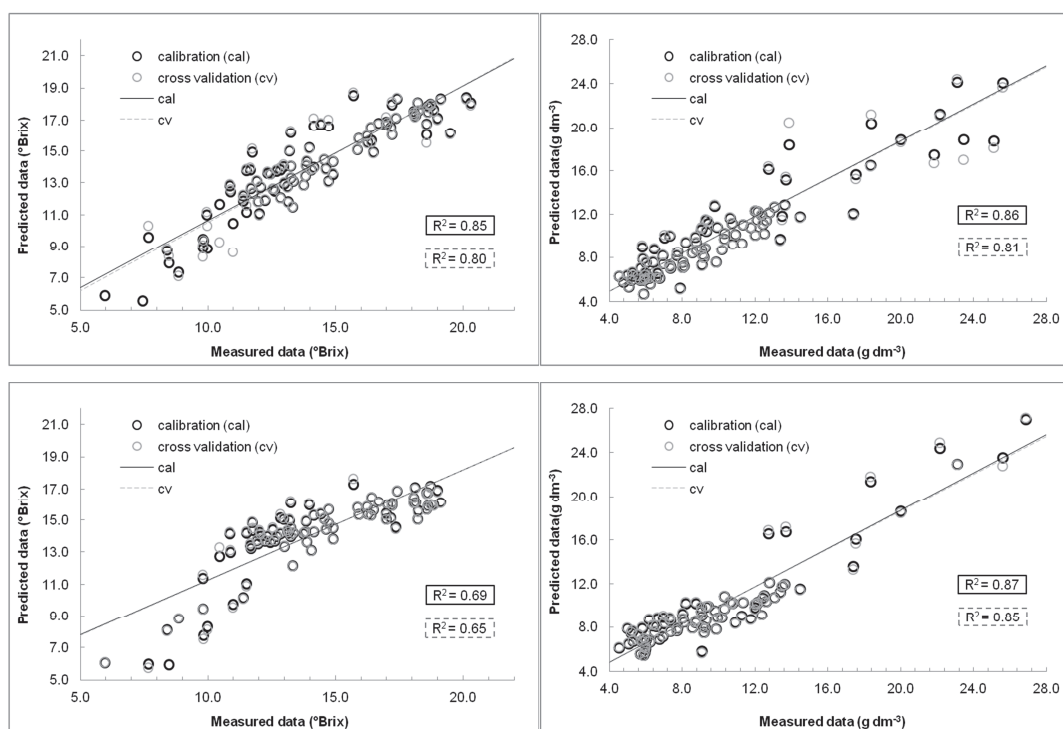 21.0
19.0
17.0
15.0
13.0
11.0
9.0
7.0
5.0
Predicted data (°Brix)
calibration (cal)
cross validation (cv)
cal
cv
R² = 0.85
R² = 0.80
5.0 10.0 15.0 20.0
Measured data (°Brix)
28.0
24.0
20.0
16.0
12.0
8.0
4.0
Predicted data(g dm-³)
calibration (cal)
cross validation (cv)
cal
cv
R² = 0.86
R² = 0.81
4.0 8.0 12.0 16.0 20.0 24.0 28.0
Measured data (g dm-³)
21.0
19.0
17.0
15.0
13.0
11.0
9.0
7.0
5.0
Predicted data (°Brix)
calibration (cal)
cross validation (cv)
cal
cv
R² = 0.69
R² = 0.65
5.0 10.0 15.0 20.0
Measured data (°Brix)
28.0
24.0
20.0
16.0
12.0
8.0
4.0
Predicted data(g dm-³)
calibration (cal)
cross validation (cv)
cal
cv
R² = 0.87
R² = 0.85
4.0 8.0 12.0 16.0 20.0 24.0 28.0
Measured data (g dm-³)